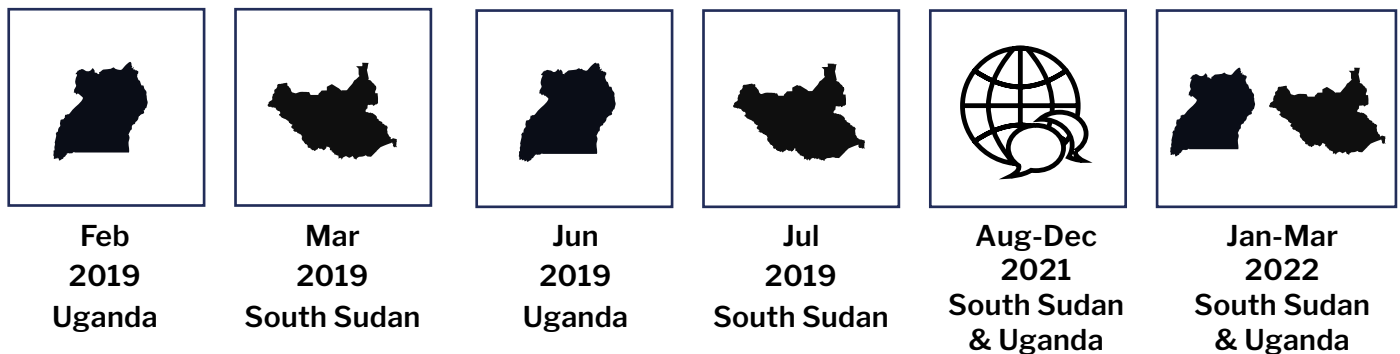 Feb
2019
Uganda
Mar
2019
South Sudan
Jun
2019
Uganda
Jul
2019
South Sudan
Aug-Dec
2021
South Sudan
& Uganda
Jan-Mar
2022
South Sudan
& Uganda